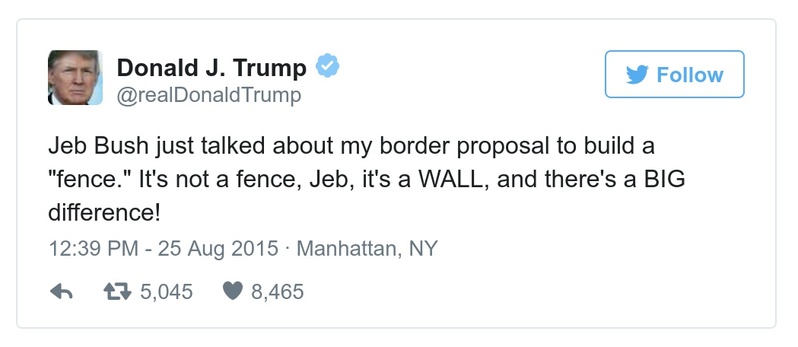 Donald J. Trump
Follow
@realDonaldTrump
Jeb Bush just talked about my border proposal to build a
"fence." It's not a fence, Jeb, it's a WALL, and there's a BIG
difference!
12:39 PM - 25 Aug 2015 · Manhattan, NY
5,045 8,465